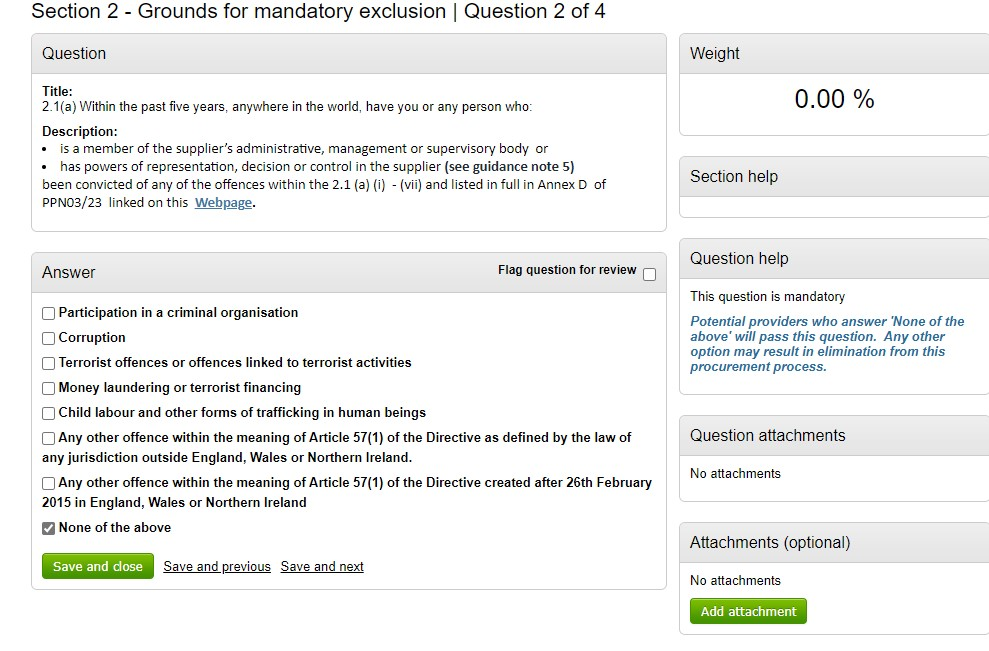 Section 2 - Grounds for mandatory exclusion | Question 2 of 4
Question
Title:
2.1(a) Within the past five years, anywhere in the world, have you or any person who:
Description:
• is a member of the supplier's administrative, management or supervisory body or
• has powers of representation, decision or control in the supplier (see guidance note 5)
been convicted of any of the offences within the 2.1 (a) (i) - (vii) and listed in full in Annex D of
PPN03/23 linked on this Webpage.
Answer
Flag question for review
Participation in a criminal organisation
Corruption
Terrorist offences or offences linked to terrorist activities
Money laundering or terrorist financing
Child labour and other forms of trafficking in human beings
Any other offence within the meaning of Article 57(1) of the Directive as defined by the law of
any jurisdiction outside England, Wales or Northern Ireland.
Any other offence within the meaning of Article 57(1) of the Directive created after 26th February
2015 in England, Wales or Northern Ireland
None of the above
Save and close Save and previous Save and next
Weight
0.00 %
Section help
Question help
This question is mandatory
Potential providers who answer 'None of the
above' will pass this question. Any other
option may result in elimination from this
procurement process.
Question attachments
No attachments
Attachments (optional)
No attachments
Add attachment